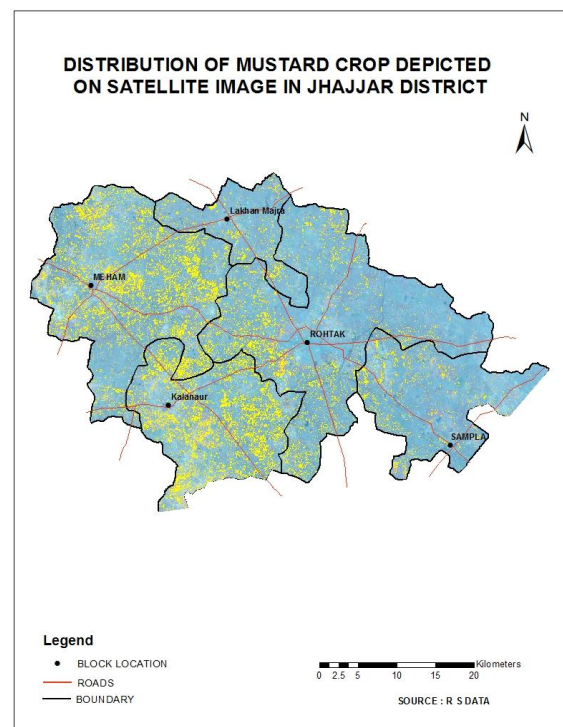 DISTRIBUTION OF MUSTARD CROP DEPICTED
ON SATELLITE IMAGE IN JHAJJAR DISTRICT
N
Lakhan Majra
MEHAM
ROHTAK
Kalanaur
SAMPLA
Legend
BLOCK LOCATION
ROADS
BOUNDARY
Kilometers
0 2.5 5 10 15 20
SOURCE : R S DATA